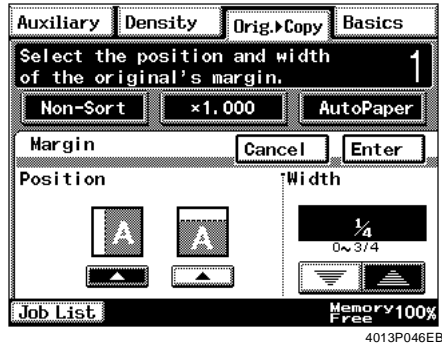 Auxiliary Density Orig.▸Copy Basics
Select the position and width
of the original's margin. 1
Non-Sort ×1.000 AutoPaper
Margin Cancel Enter
Position Width
A A 1/4
0~3/4
Job List Memory Free 100%
4013P046EB